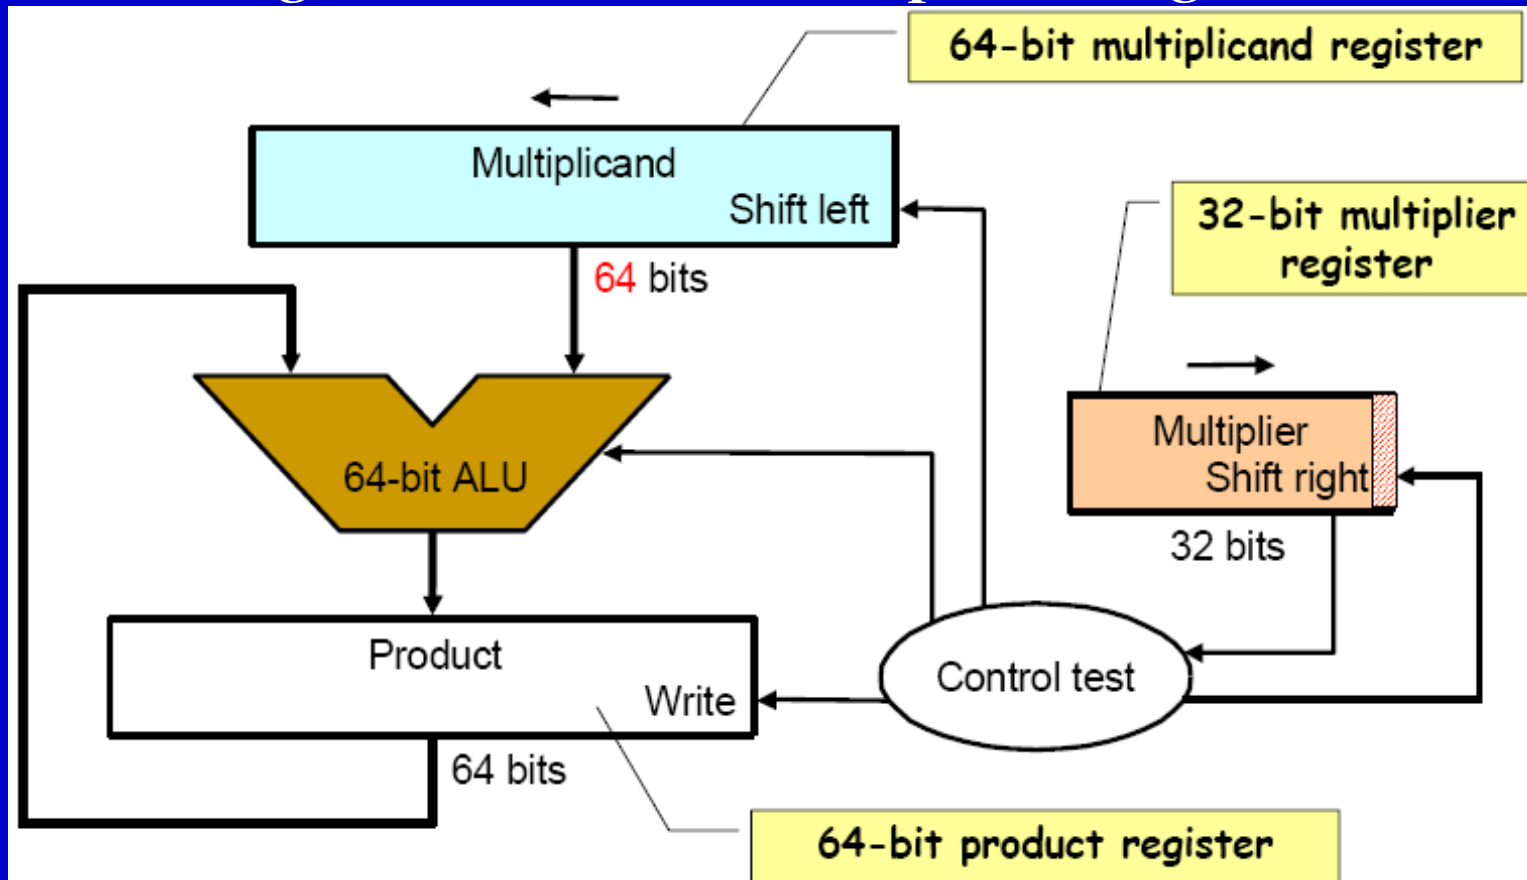 64-bit multiplicand register
Multiplicand
Shift left
64 bits
32-bit multiplier
register
Multiplier
Shift right
32 bits
64-bit ALU
Product
Write
Control test
64 bits
64-bit product register